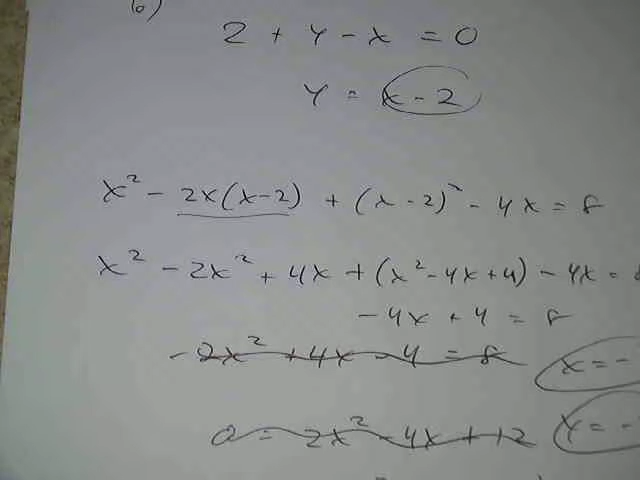 b)
2 + y - x = 0
y = x - 2
x² - 2x(x-2) + (x-2)² - 4x = 8
x² - 2x² + 4x + (x² - 4x + 4) - 4x =
-4x + 4 = 8
-2x² + 4x - 4 = 8
x = -
0 = 2x² - 4x + 12
y = -